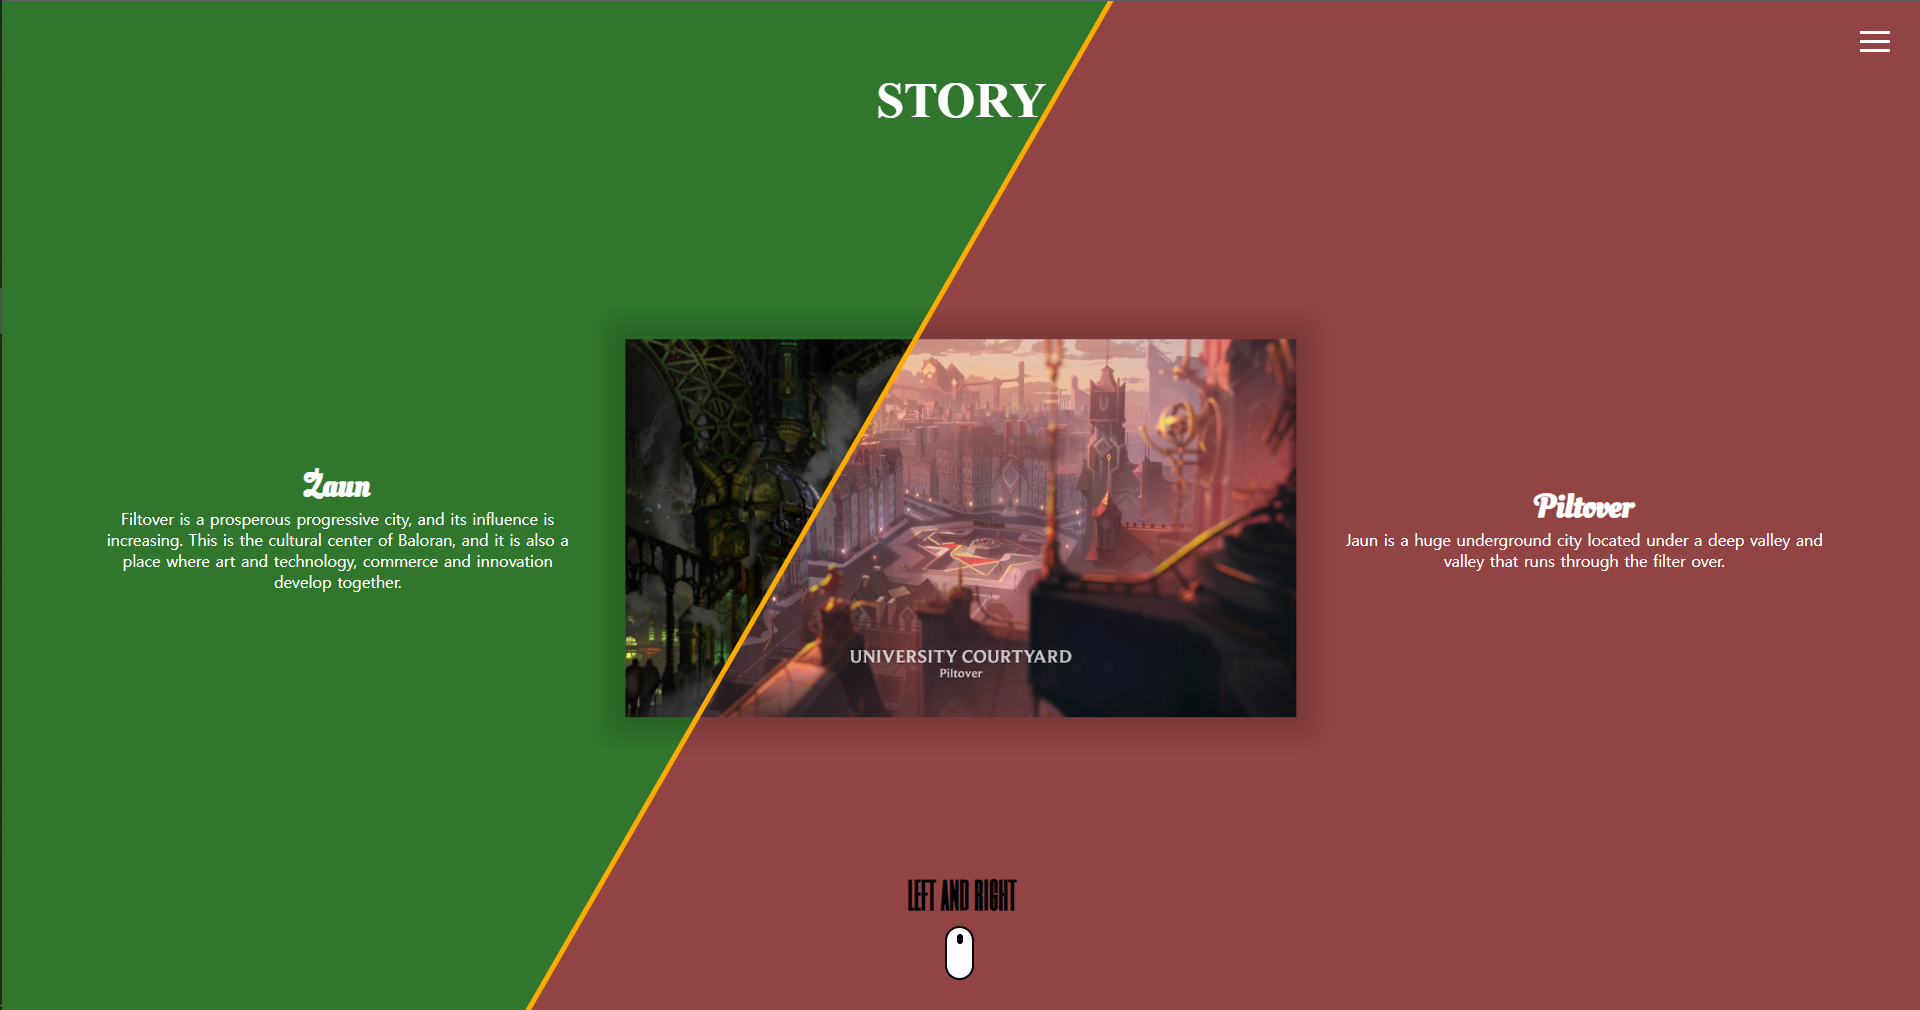 STORY
Zaun
Filtover is a prosperous progressive city, and its influence is
increasing. This is the cultural center of Baloran, and it is also a
place where art and technology, commerce and innovation
develop together.
UNIVERSITY COURTYARD
Piltover
Piltover
Jaun is a huge underground city located under a deep valley and
valley that runs through the filter over.
LEFT AND RIGHT